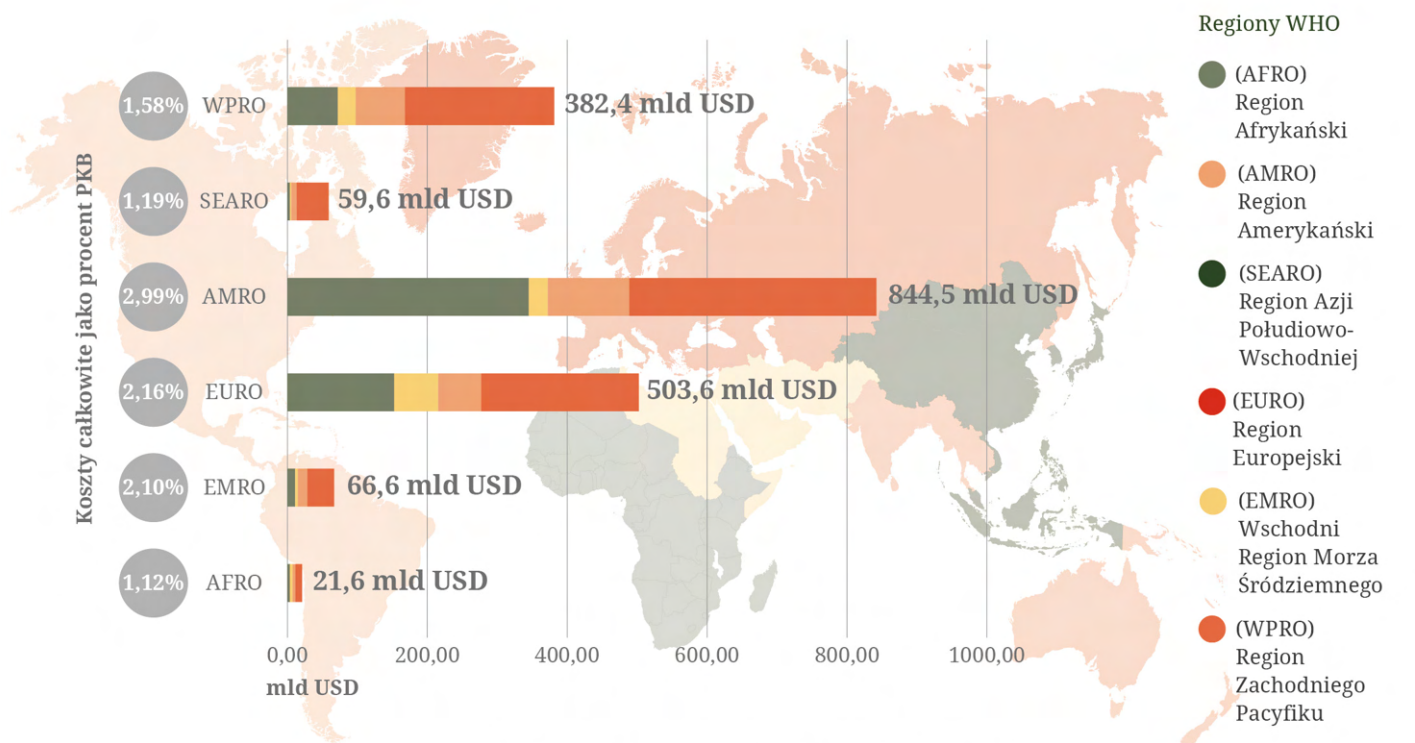 Koszty całkowite jako procent PKB
1,58% WPRO 382,4 mld USD
1,19% SEARO 59,6 mld USD
2,99% AMRO 844,5 mld USD
2,16% EURO 503,6 mld USD
2,10% EMRO 66,6 mld USD
1,12% AFRO 21,6 mld USD
0,00 200,00 400,00 600,00 800,00 1000,00
mld USD
Regiony WHO
(AFRO)
Region
Afrykański
(AMRO)
Region
Amerykański
(SEARO)
Region Azji
Połudiowo-
Wschodniej
(EURO)
Region
Europejski
(EMRO)
Wschodni
Region Morza
Śródziemnego
(WPRO)
Region
Zachodniego
Pacyfiku